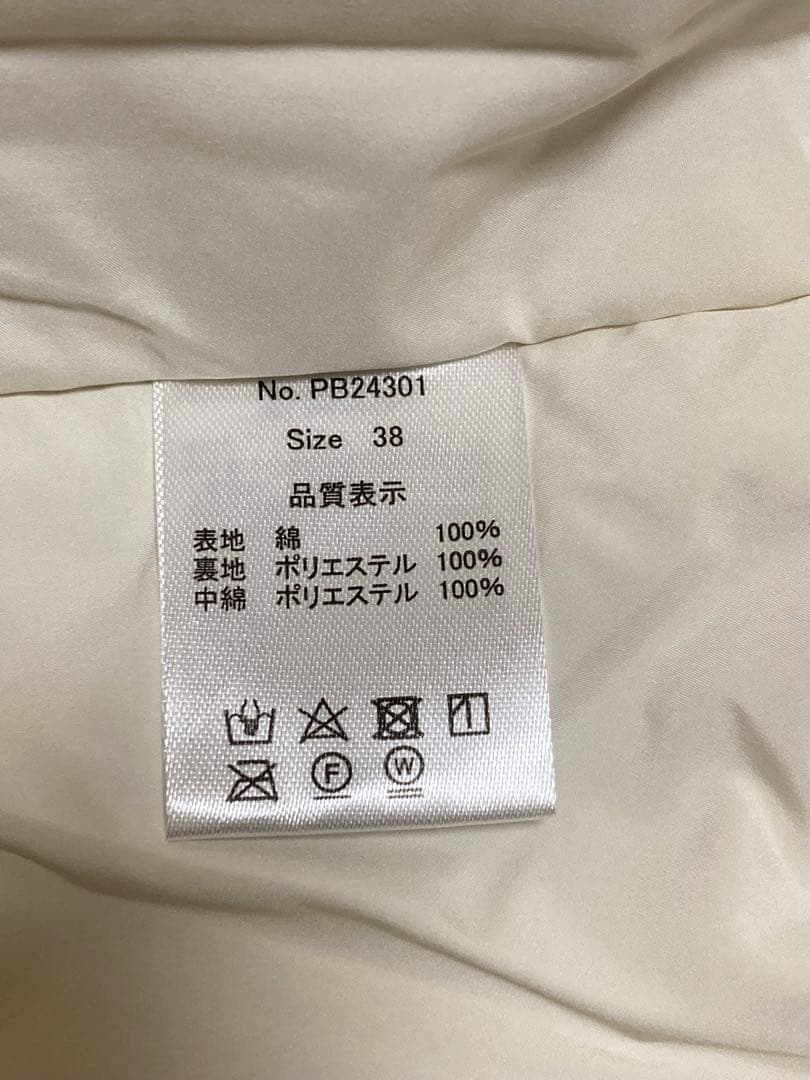 No. PB24301
Size 38
品質表示
表地 綿 100%
裏地 ポリエステル 100%
中綿 ポリエステル 100%
F W